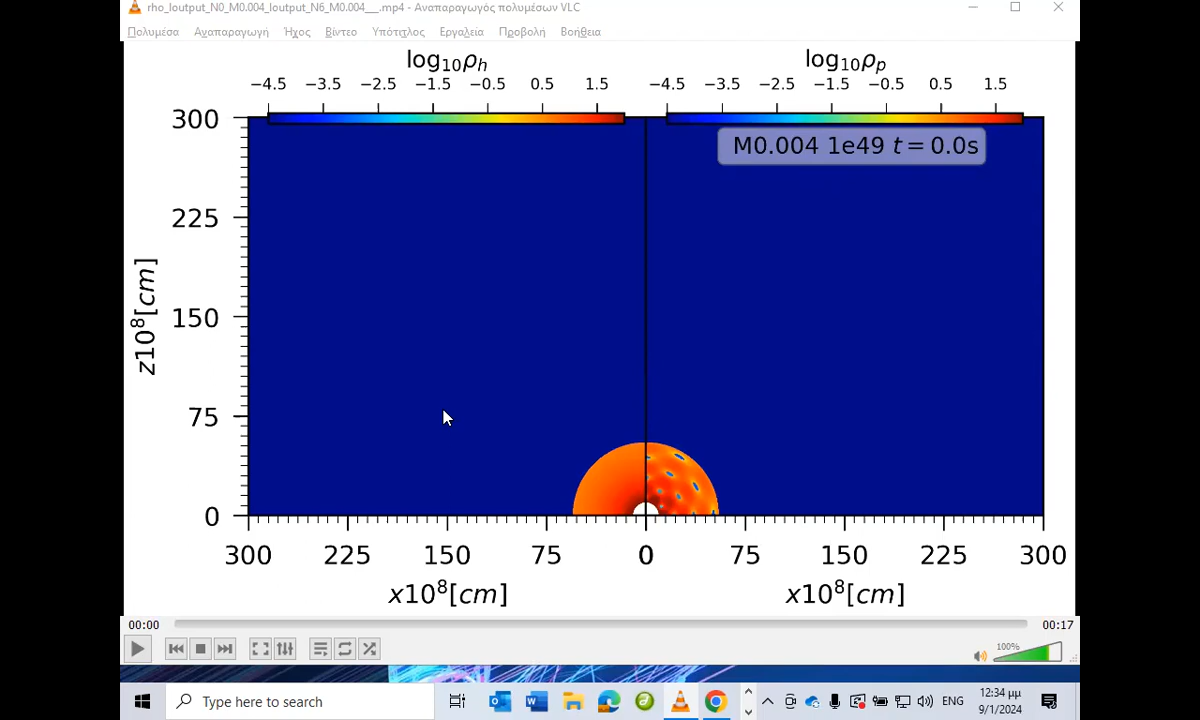 rho_loutput_N0_M0.004_loutput_N6_M0.004__.mp4 - Αναπαραγωγός πολυμέσων VLC
Πολυμέσα Αναπαραγωγή Ήχος Βίντεο Υπότιτλος Εργαλεία Προβολή Βοήθεια
log₁₀ρₕ log₁₀ρₚ
−4.5 −3.5 −2.5 −1.5 −0.5 0.5 1.5 −4.5 −3.5 −2.5 −1.5 −0.5 0.5 1.5
300
M0.004 1e49 t = 0.0s
225
z10⁸[cm]
150
75
0
300 225 150 75 0 75 150 225 300
x10⁸[cm] x10⁸[cm]
00:00 00:17
100%
Type here to search
ENG
12:34 μμ
9/1/2024